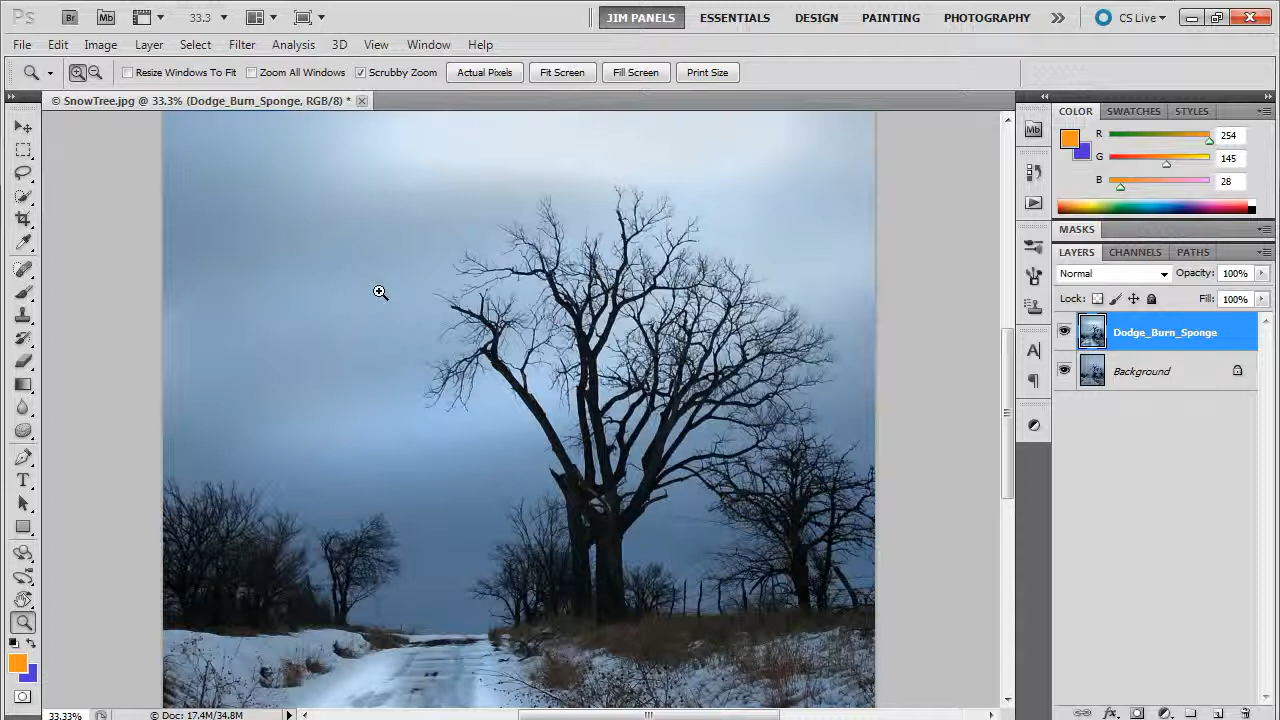 Ps Br Mb 33.3 JIM PANELS ESSENTIALS DESIGN PAINTING PHOTOGRAPHY CS Live
File Edit Image Layer Select Filter Analysis 3D View Window Help
Resize Windows To Fit Zoom All Windows Scrubby Zoom Actual Pixels Fit Screen Fill Screen Print Size
© SnowTree.jpg @ 33.3% (Dodge_Burn_Sponge, RGB/8) *
COLOR SWATCHES STYLES
Mb
R 254
G 145
B 28
MASKS
LAYERS CHANNELS PATHS
Normal Opacity: 100%
Lock: Fill: 100%
Dodge_Burn_Sponge
Background
A
T
33.33% © Doc: 17.4M/34.8M
fx